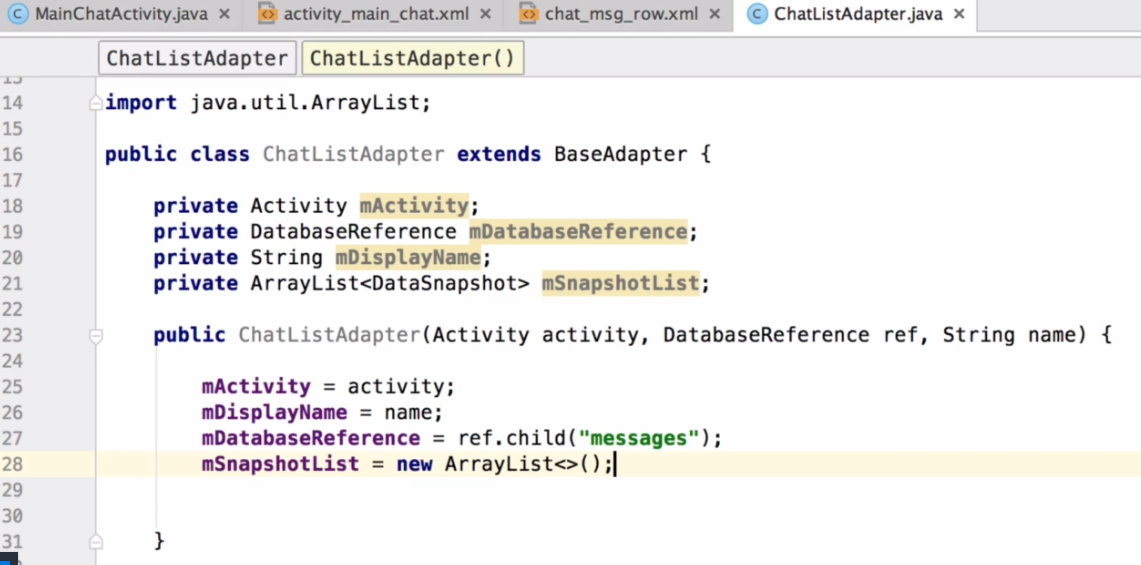 MainChatActivity.java × activity_main_chat.xml × chat_msg_row.xml × ChatListAdapter.java ×
ChatListAdapter ChatListAdapter()
13
14 import java.util.ArrayList;
15
16 public class ChatListAdapter extends BaseAdapter {
17
18 private Activity mActivity;
19 private DatabaseReference mDatabaseReference;
20 private String mDisplayName;
21 private ArrayList<DataSnapshot> mSnapshotList;
22
23 public ChatListAdapter(Activity activity, DatabaseReference ref, String name) {
24
25 mActivity = activity;
26 mDisplayName = name;
27 mDatabaseReference = ref.child("messages");
28 mSnapshotList = new ArrayList<>();
29
30
31 }